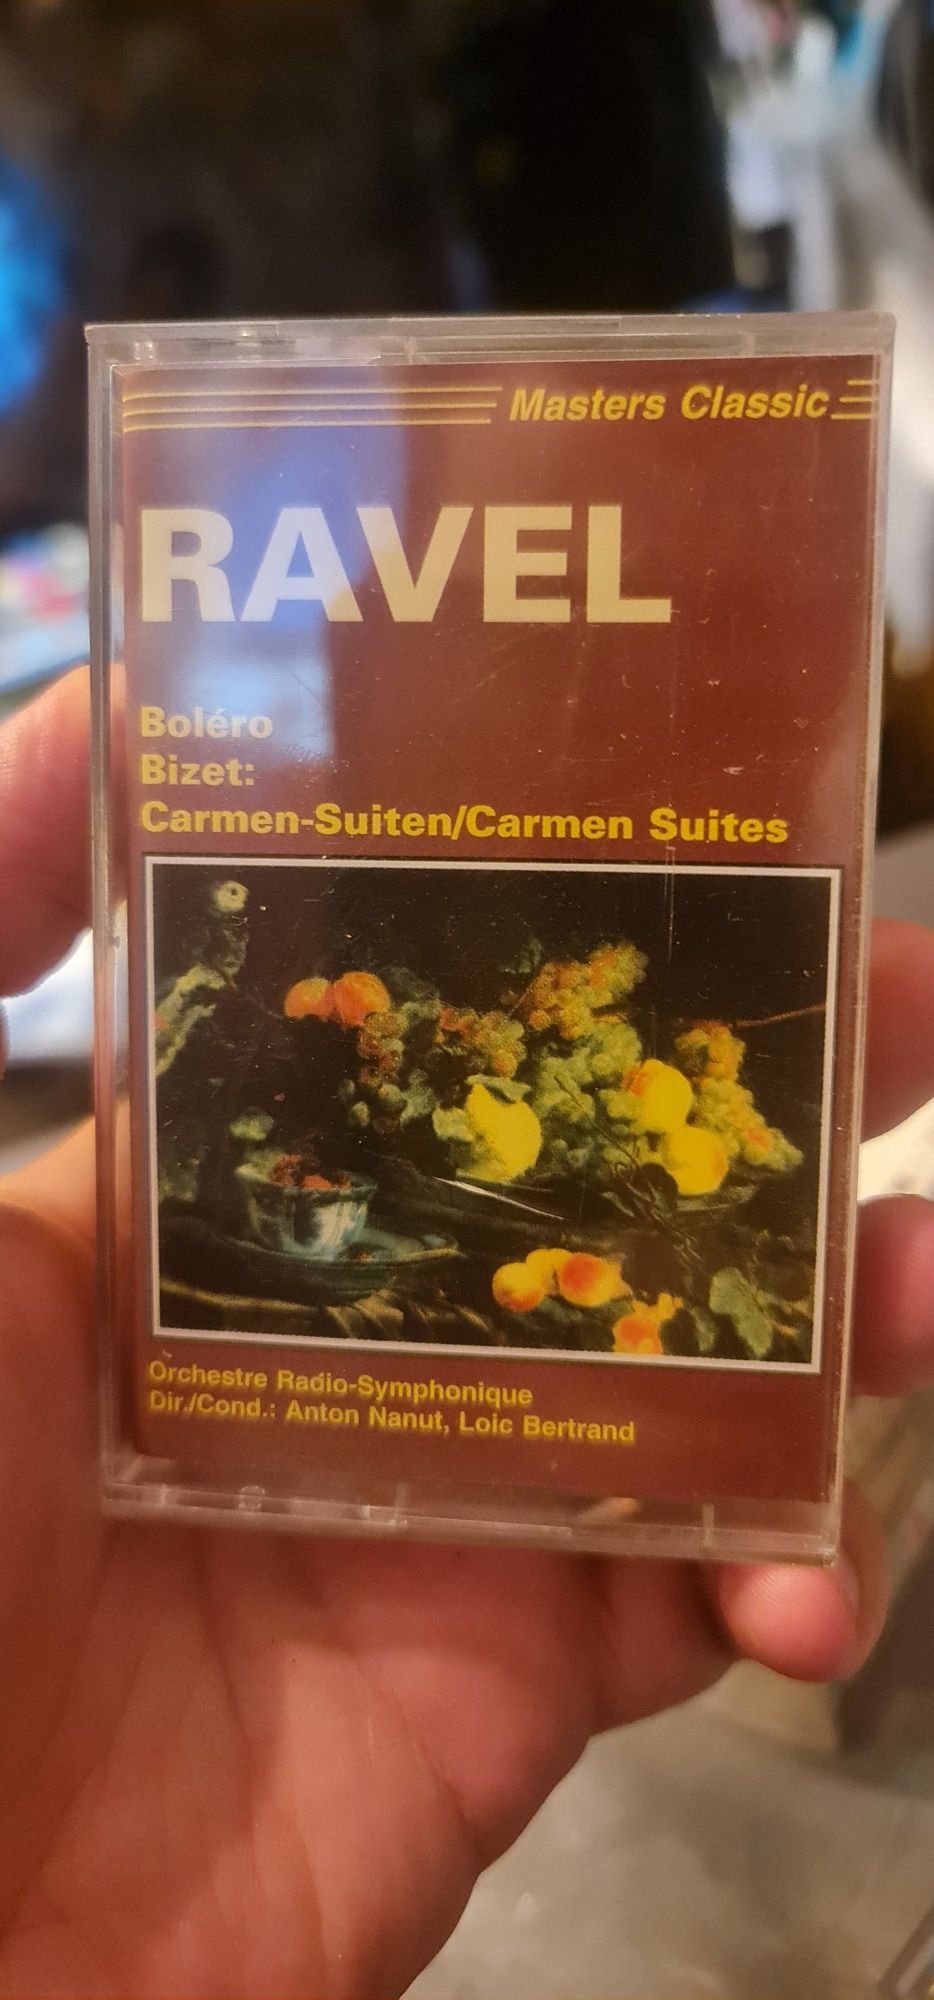 Masters Classic
RAVEL
Boléro
Bizet:
Carmen-Suiten/Carmen Suites
Orchestre Radio-Symphonique
Dir./Cond.: Anton Nanut, Loic Bertrand